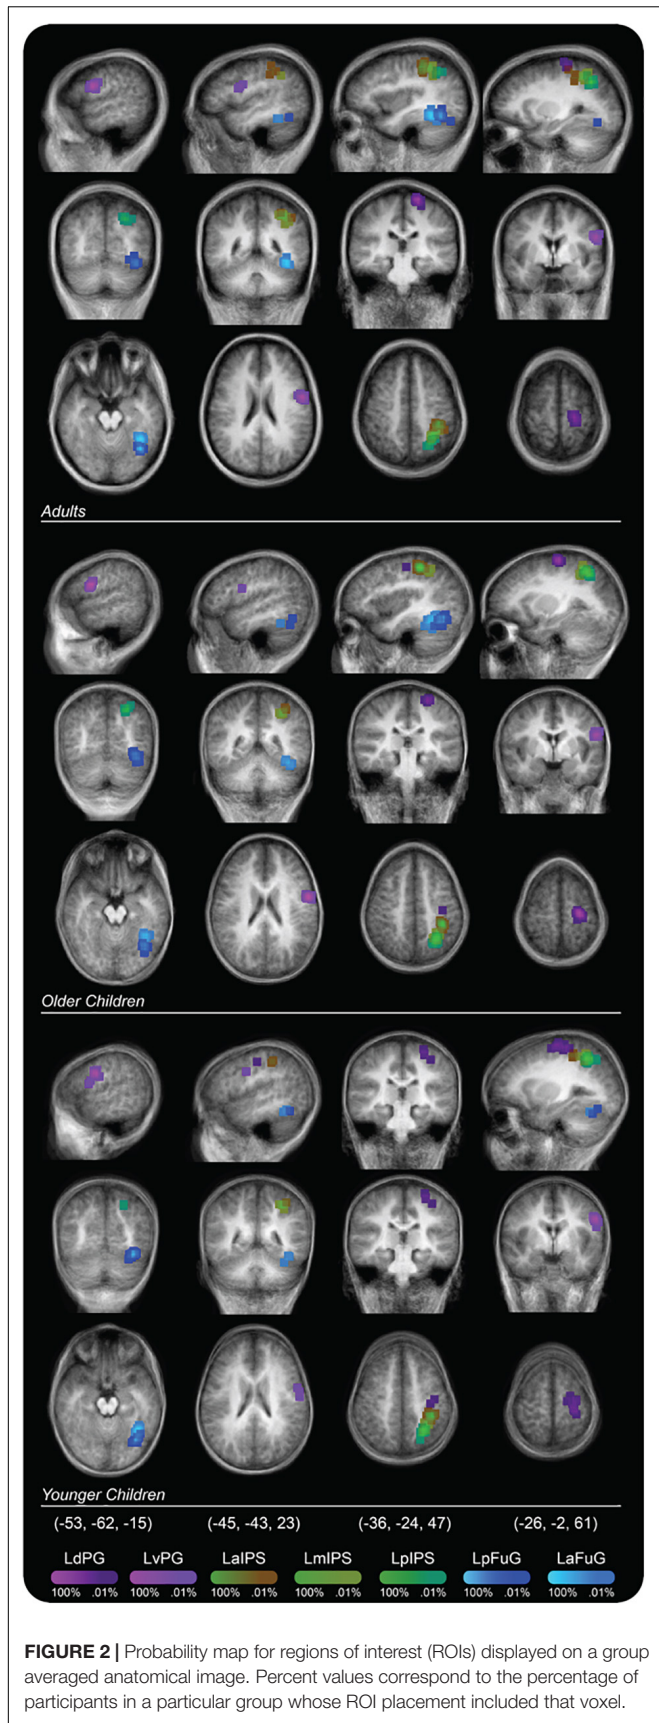 Adults
Older Children
Younger Children
(-53, -62, -15) (-45, -43, 23) (-36, -24, 47) (-26, -2, 61)
LdPG LvPG LaIPS LmIPS LpIPS LpFuG LaFuG
100% .01% 100% .01% 100% .01% 100% .01% 100% .01% 100% .01% 100% .01%
FIGURE 2 | Probability map for regions of interest (ROIs) displayed on a group
averaged anatomical image. Percent values correspond to the percentage of
participants in a particular group whose ROI placement included that voxel.